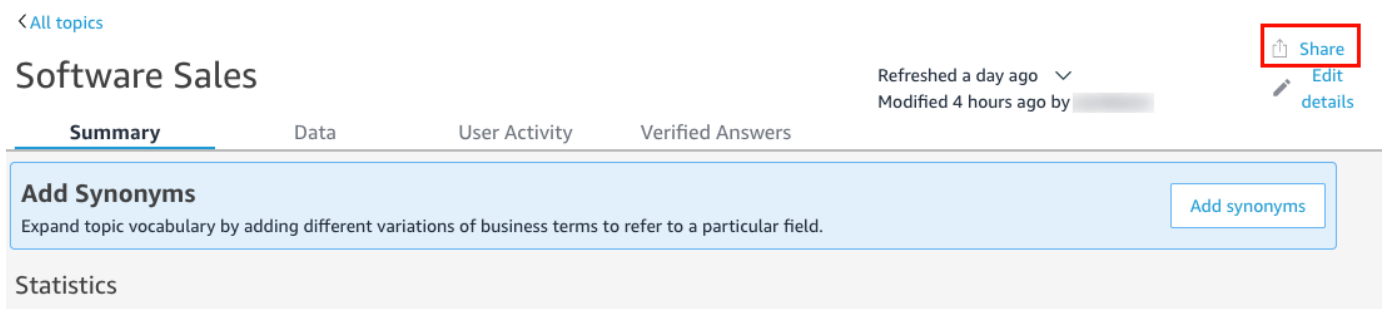 All topics
Share
Software Sales
Refreshed a day ago
Edit
details
Modified 4 hours ago by
Summary
Data
User Activity
Verified Answers
Add Synonyms
Expand topic vocabulary by adding different variations of business terms to refer to a particular field.
Add synonyms
Statistics